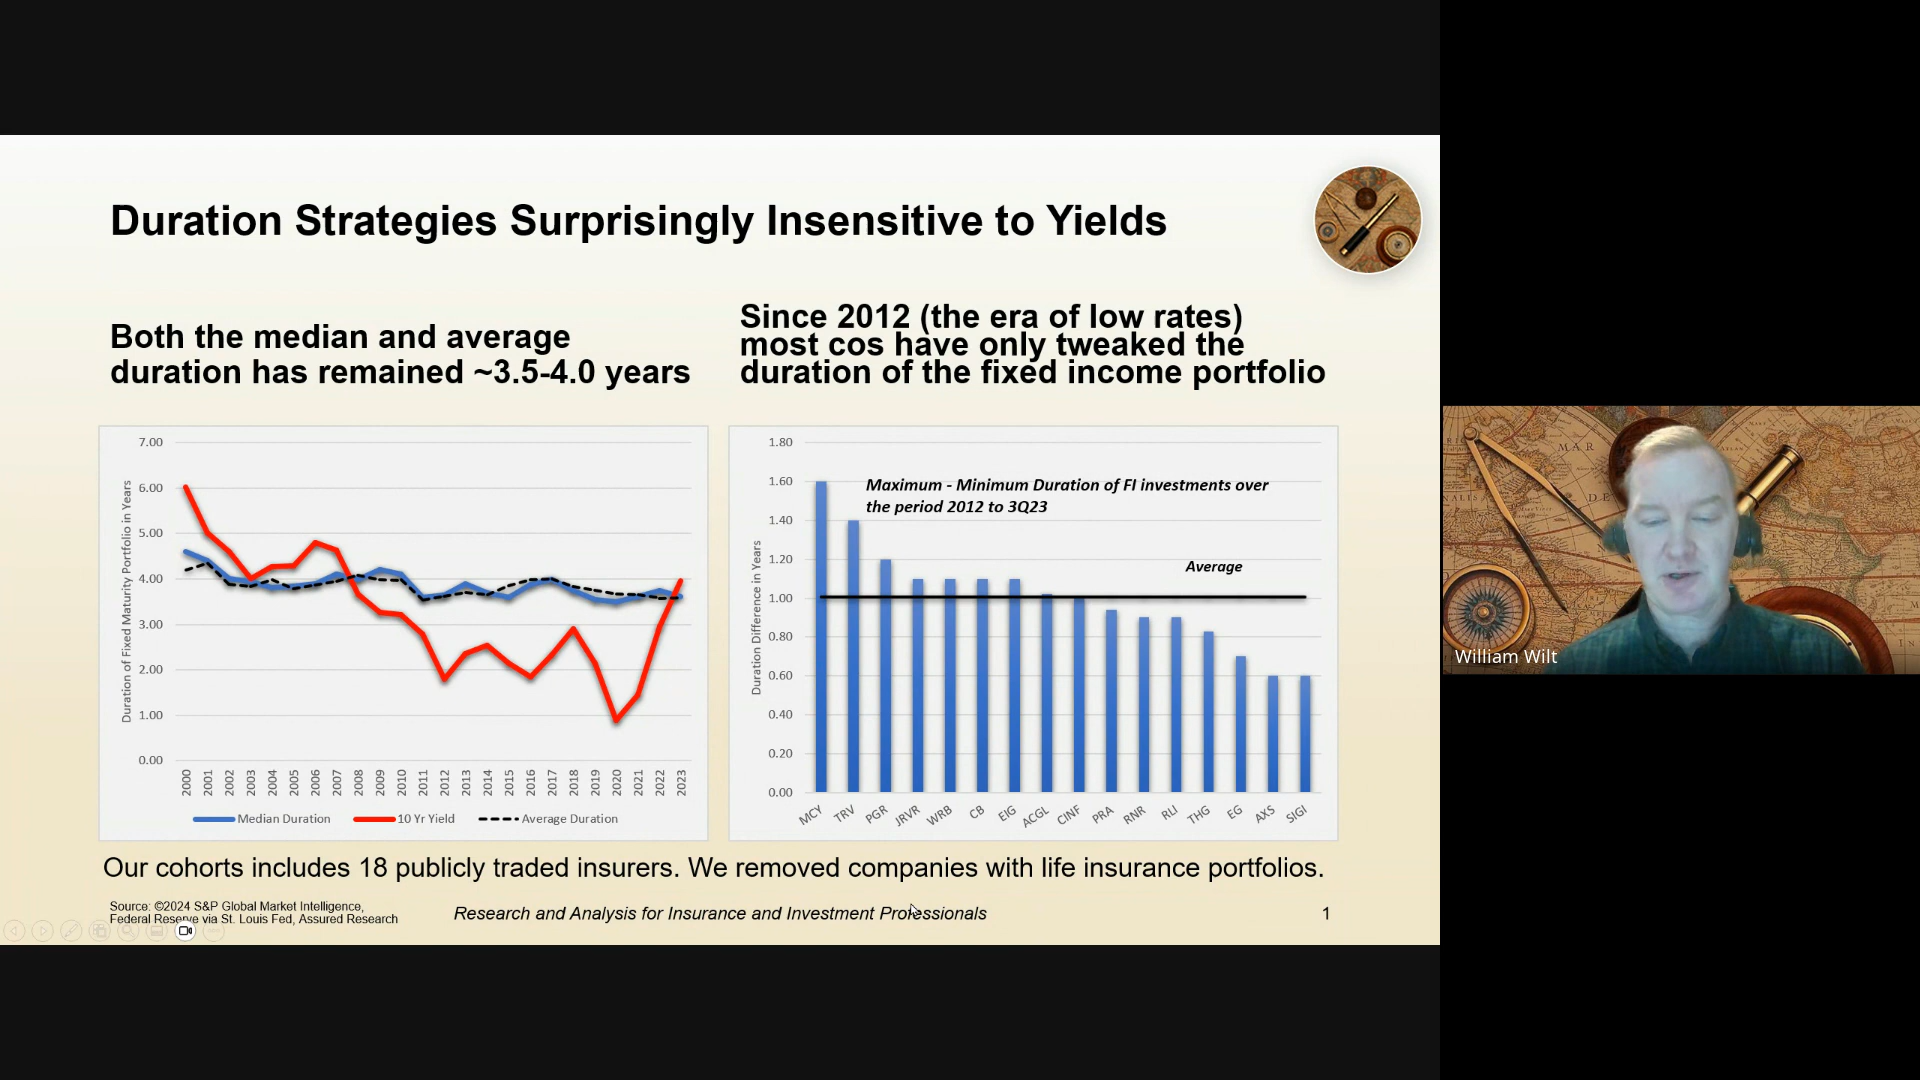 Duration Strategies Surprisingly Insensitive to Yields
Both the median and average
duration has remained ~3.5-4.0 years
Since 2012 (the era of low rates)
most cos have only tweaked the
duration of the fixed income portfolio
Duration of Fixed Maturity Portfolio in Years
7.00
6.00
5.00
4.00
3.00
2.00
1.00
0.00
2000 2001 2002 2003 2004 2005 2006 2007 2008 2009 2010 2011 2012 2013 2014 2015 2016 2017 2018 2019 2020 2021 2022 2023
Median Duration 10 Yr Yield Average Duration
Duration Difference in Years
1.80
1.60
1.40
1.20
1.00
0.80
0.60
0.40
0.20
0.00
Maximum - Minimum Duration of FI investments over
the period 2012 to 3Q23
Average
MCY TRV PGR JRVR WRB CB EIG ACGL CINF PRA RNR RLI THG EG AXS SIGI
Our cohorts includes 18 publicly traded insurers. We removed companies with life insurance portfolios.
Source: ©2024 S&P Global Market Intelligence,
Federal Reserve via St. Louis Fed, Assured Research
Research and Analysis for Insurance and Investment Professionals
1
William Wilt